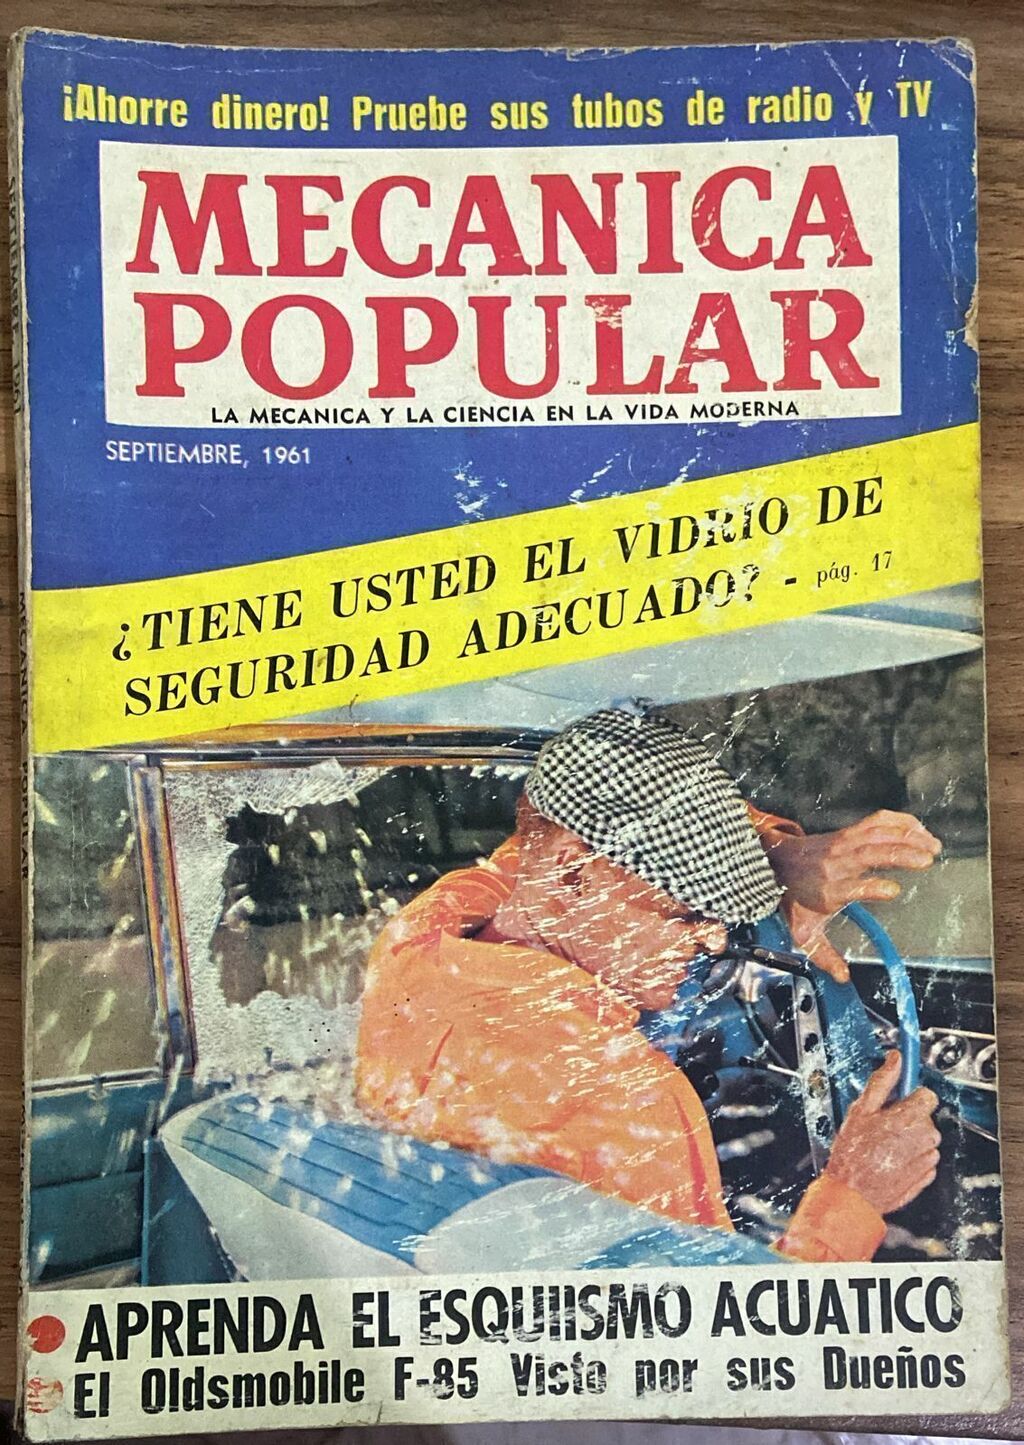 ¡Ahorre dinero! Pruebe sus tubos de radio y TV
MECANICA
POPULAR
LA MECANICA Y LA CIENCIA EN LA VIDA MODERNA
SEPTIEMBRE, 1961
¿TIENE USTED EL VIDRIO DE
SEGURIDAD ADECUADO? - pág. 17
APRENDA EL ESQUIISMO ACUATICO
El Oldsmobile F-85 Visto por sus Dueños
MECANICA POPULAR